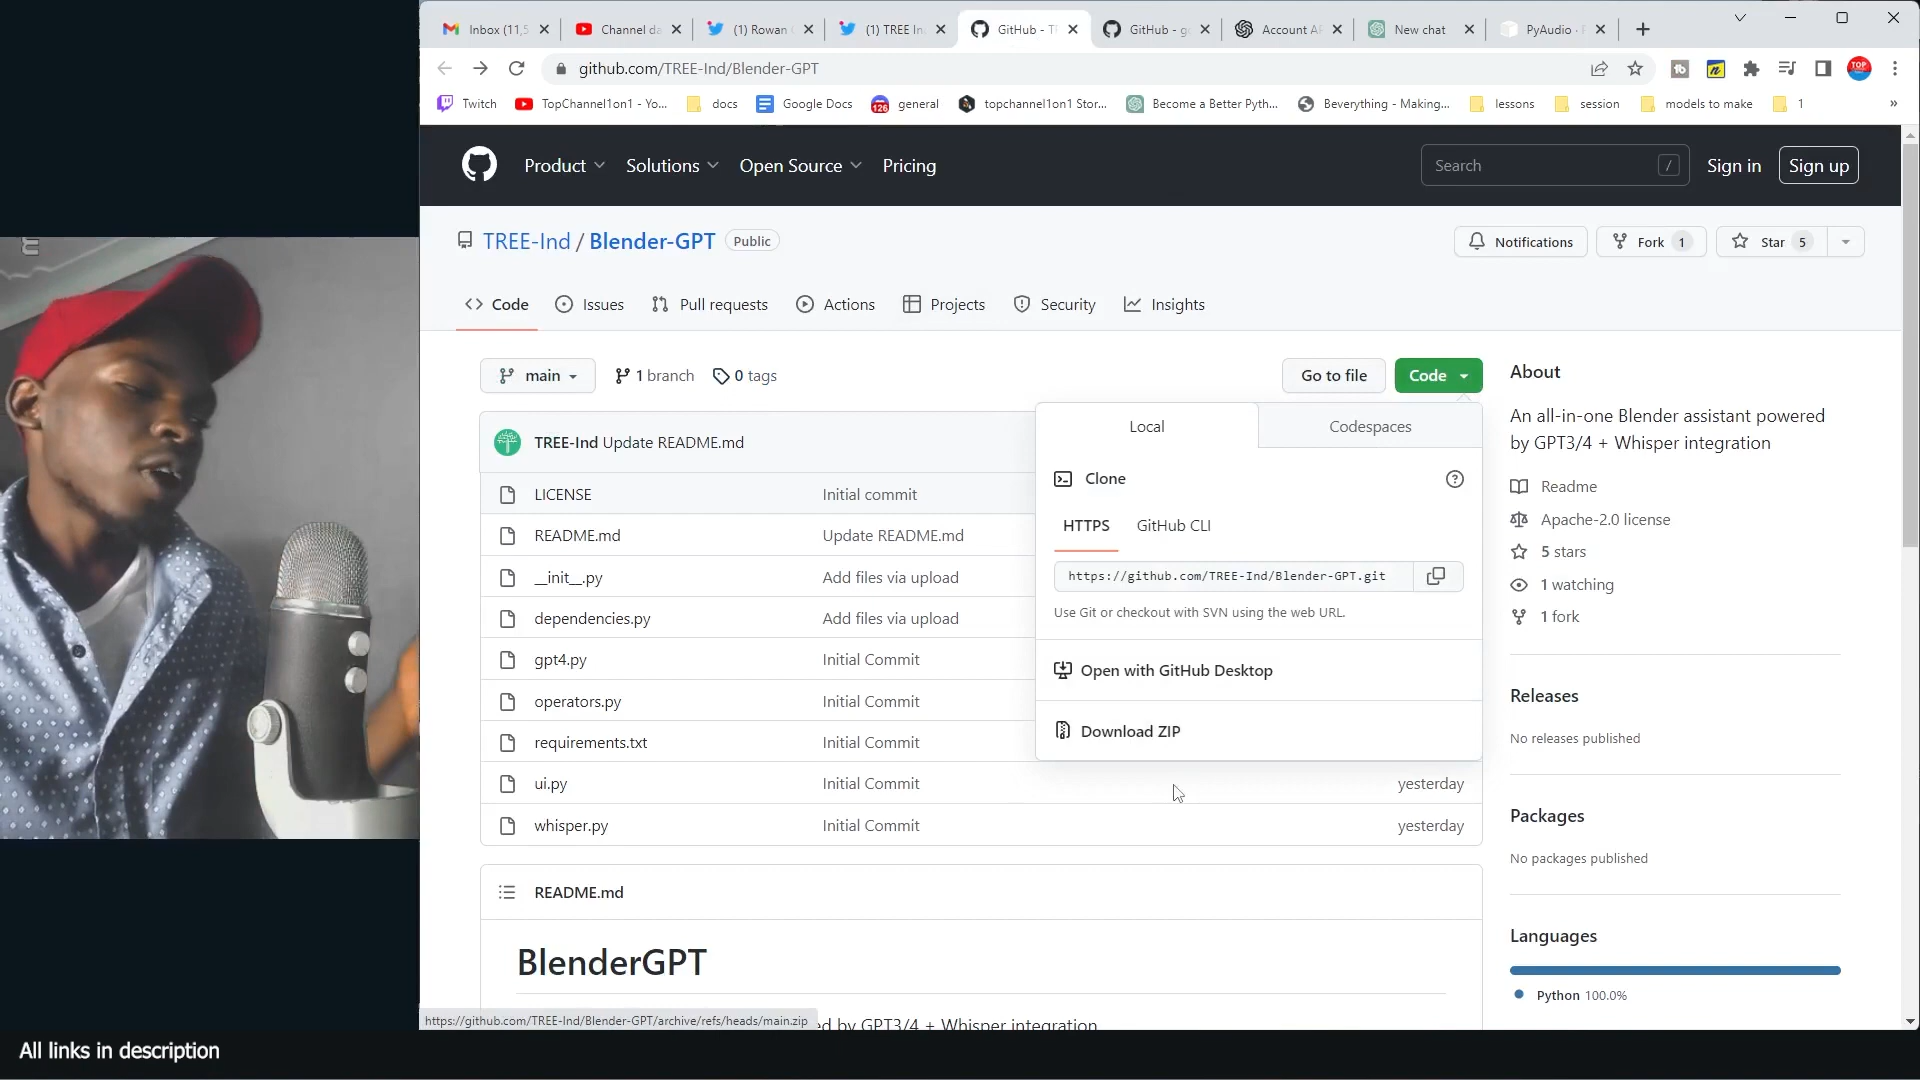 Inbox (11,5
Channel da
(1) Rowan
(1) TREE In
GitHub - T
GitHub - g
Account A
New chat
PyAudio
github.com/TREE-Ind/Blender-GPT
Twitch
TopChannel1on1 - Yo...
docs
Google Docs
126
general
topchannel1on1 Stor...
Become a Better Pyth...
Beverything - Making...
lessons
session
models to make
1
»
TOP
Product
Solutions
Open Source
Pricing
Search /
Sign in
Sign up
TREE-Ind / Blender-GPT Public
Notifications
Fork 1
Star 5
Code
Issues
Pull requests
Actions
Projects
Security
Insights
main
1 branch
0 tags
Go to file
Code
TREE-Ind Update README.md
LICENSE Initial commit
README.md Update README.md
__init__.py Add files via upload
dependencies.py Add files via upload
gpt4.py Initial Commit
operators.py Initial Commit
requirements.txt Initial Commit
ui.py Initial Commit yesterday
whisper.py Initial Commit yesterday
Local
Codespaces
Clone
HTTPS
GitHub CLI
https://github.com/TREE-Ind/Blender-GPT.git
Use Git or checkout with SVN using the web URL.
Open with GitHub Desktop
Download ZIP
README.md
BlenderGPT
ed by GPT3/4 + Whisper integration
https://github.com/TREE-Ind/Blender-GPT/archive/refs/heads/main.zip
About
An all-in-one Blender assistant powered
by GPT3/4 + Whisper integration
Readme
Apache-2.0 license
5 stars
1 watching
1 fork
Releases
No releases published
Packages
No packages published
Languages
Python 100.0%
All links in description